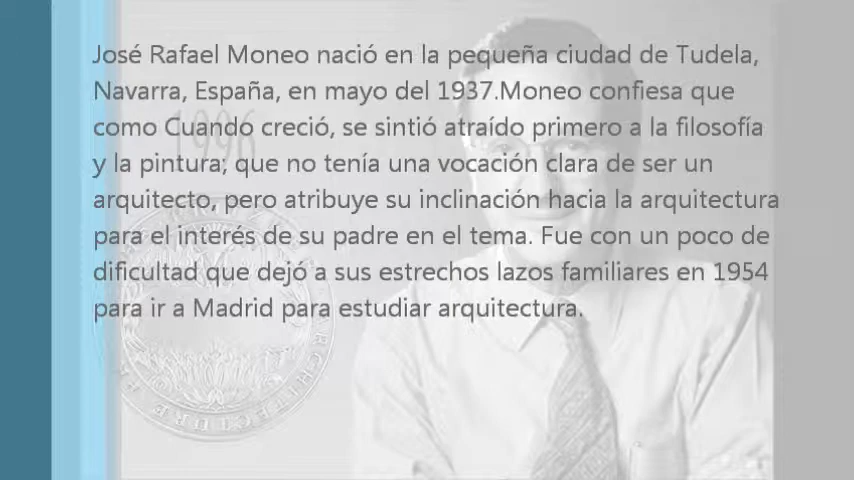 José Rafael Moneo nació en la pequeña ciudad de Tudela,
Navarra, España, en mayo del 1937.Moneo confiesa que
como Cuando creció, se sintió atraído primero a la filosofía
y la pintura; que no tenía una vocación clara de ser un
arquitecto, pero atribuye su inclinación hacia la arquitectura
para el interés de su padre en el tema. Fue con un poco de
dificultad que dejó a sus estrechos lazos familiares en 1954
para ir a Madrid para estudiar arquitectura.
1996
ARCHITECTURE